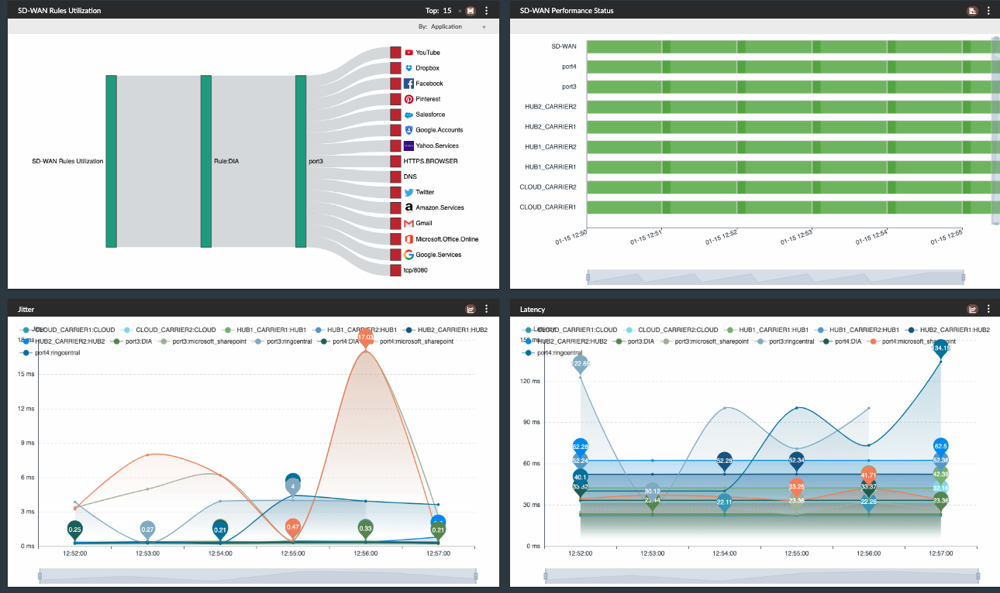 SD-WAN Rules Utilization
Top: 15
By: Application
SD-WAN Rules Utilization
Rule:DIA
port3
YouTube
Dropbox
Facebook
Pinterest
Salesforce
Google.Accounts
Yahoo.Services
HTTPS.BROWSER
DNS
Twitter
Amazon.Services
Gmail
Microsoft.Office.Online
Google.Services
tcp/8080
SD-WAN Performance Status
SD-WAN
port4
port3
HUB2_CARRIER2
HUB2_CARRIER1
HUB1_CARRIER2
HUB1_CARRIER1
CLOUD_CARRIER2
CLOUD_CARRIER1
01-15 12:50
01-15 12:51
01-15 12:52
01-15 12:53
01-15 12:54
01-15 12:55
Jitter
CLOUD_CARRIER1:CLOUD CLOUD_CARRIER2:CLOUD HUB1_CARRIER1:HUB1 HUB1_CARRIER2:HUB1 HUB2_CARRIER1:HUB2
HUB2_CARRIER2:HUB2 port3:DIA port3:microsoft_sharepoint port3:ringcentral port4:DIA port4:microsoft_sharepoint
port4:ringcentral
15 ms
12 ms
9 ms
6 ms
3 ms
0 ms
17.03
4
0.25
0.27
0.21
0.47
0.33
0.21
12:52:00
12:53:00
12:54:00
12:55:00
12:56:00
12:57:00
Latency
CLOUD_CARRIER1:CLOUD CLOUD_CARRIER2:CLOUD HUB1_CARRIER1:HUB1 HUB1_CARRIER2:HUB1 HUB2_CARRIER1:HUB2
HUB2_CARRIER2:HUB2 port3:DIA port3:microsoft_sharepoint port3:ringcentral port4:DIA port4:microsoft_sharepoint
port4:ringcentral
120 ms
90 ms
60 ms
30 ms
0 ms
62.28
52.24
40.1
30.12
23.44
52.28
22.11
52.34
33.25
23.36
41.71
33.37
22.26
62.5
52.36
42.39
23.36
12:52:00
12:53:00
12:54:00
12:55:00
12:56:00
12:57:00